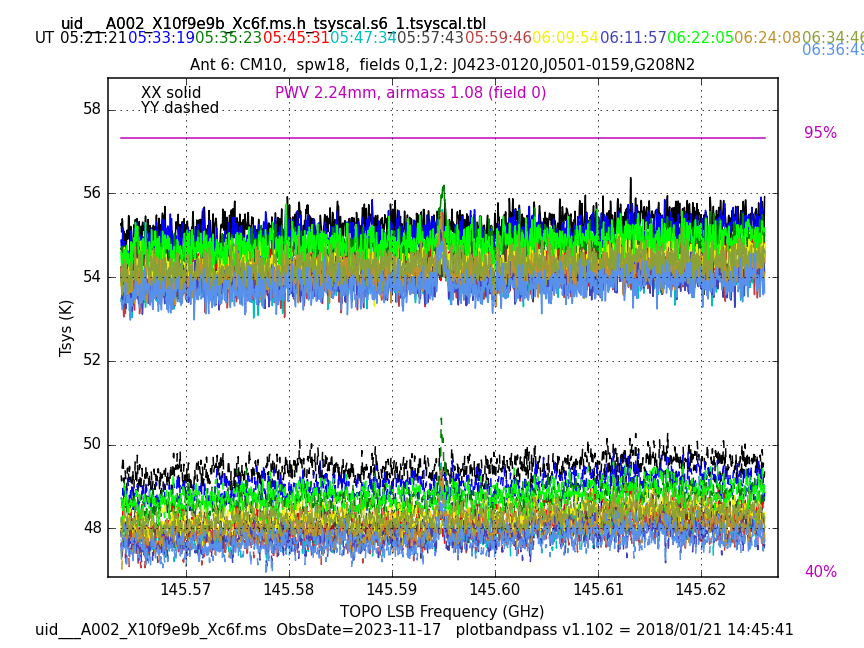 uid___A002_X10f9e9b_Xc6f.ms.h_tsyscal.s6_1.tsyscal.tbl
UT 05:21:21 05:33:19 05:35:23 05:45:31 05:47:34 05:57:43 05:59:46 06:09:54 06:11:57 06:22:05 06:24:08 06:34:46
06:36:49
Ant 6: CM10,  spw18,  fields 0,1,2: J0423-0120,J0501-0159,G208N2
XX solid
PWV 2.24mm, airmass 1.08 (field 0)
YY dashed
95%
40%
58
56
54
52
50
48
Tsys (K)
145.57 145.58 145.59 145.60 145.61 145.62
TOPO LSB Frequency (GHz)
uid___A002_X10f9e9b_Xc6f.ms  ObsDate=2023-11-17   plotbandpass v1.102 = 2018/01/21 14:45:41